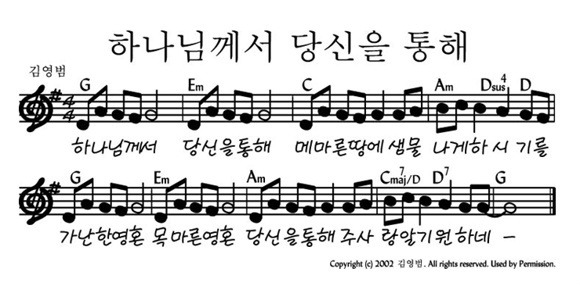 하나님께서 당신을 통해
김영범
G Em C Am Dsus4 D
4 4
하나님께서 당신을통해 메마른땅에 샘물 나게하 시 기를
G Em Am Cmaj7/D D7 G
가난한영혼 목마른영혼 당신을통해 주사 랑알기 원 하네 -
Copyright (c) 2002 김영범. All rights reserved. Used by Permission.